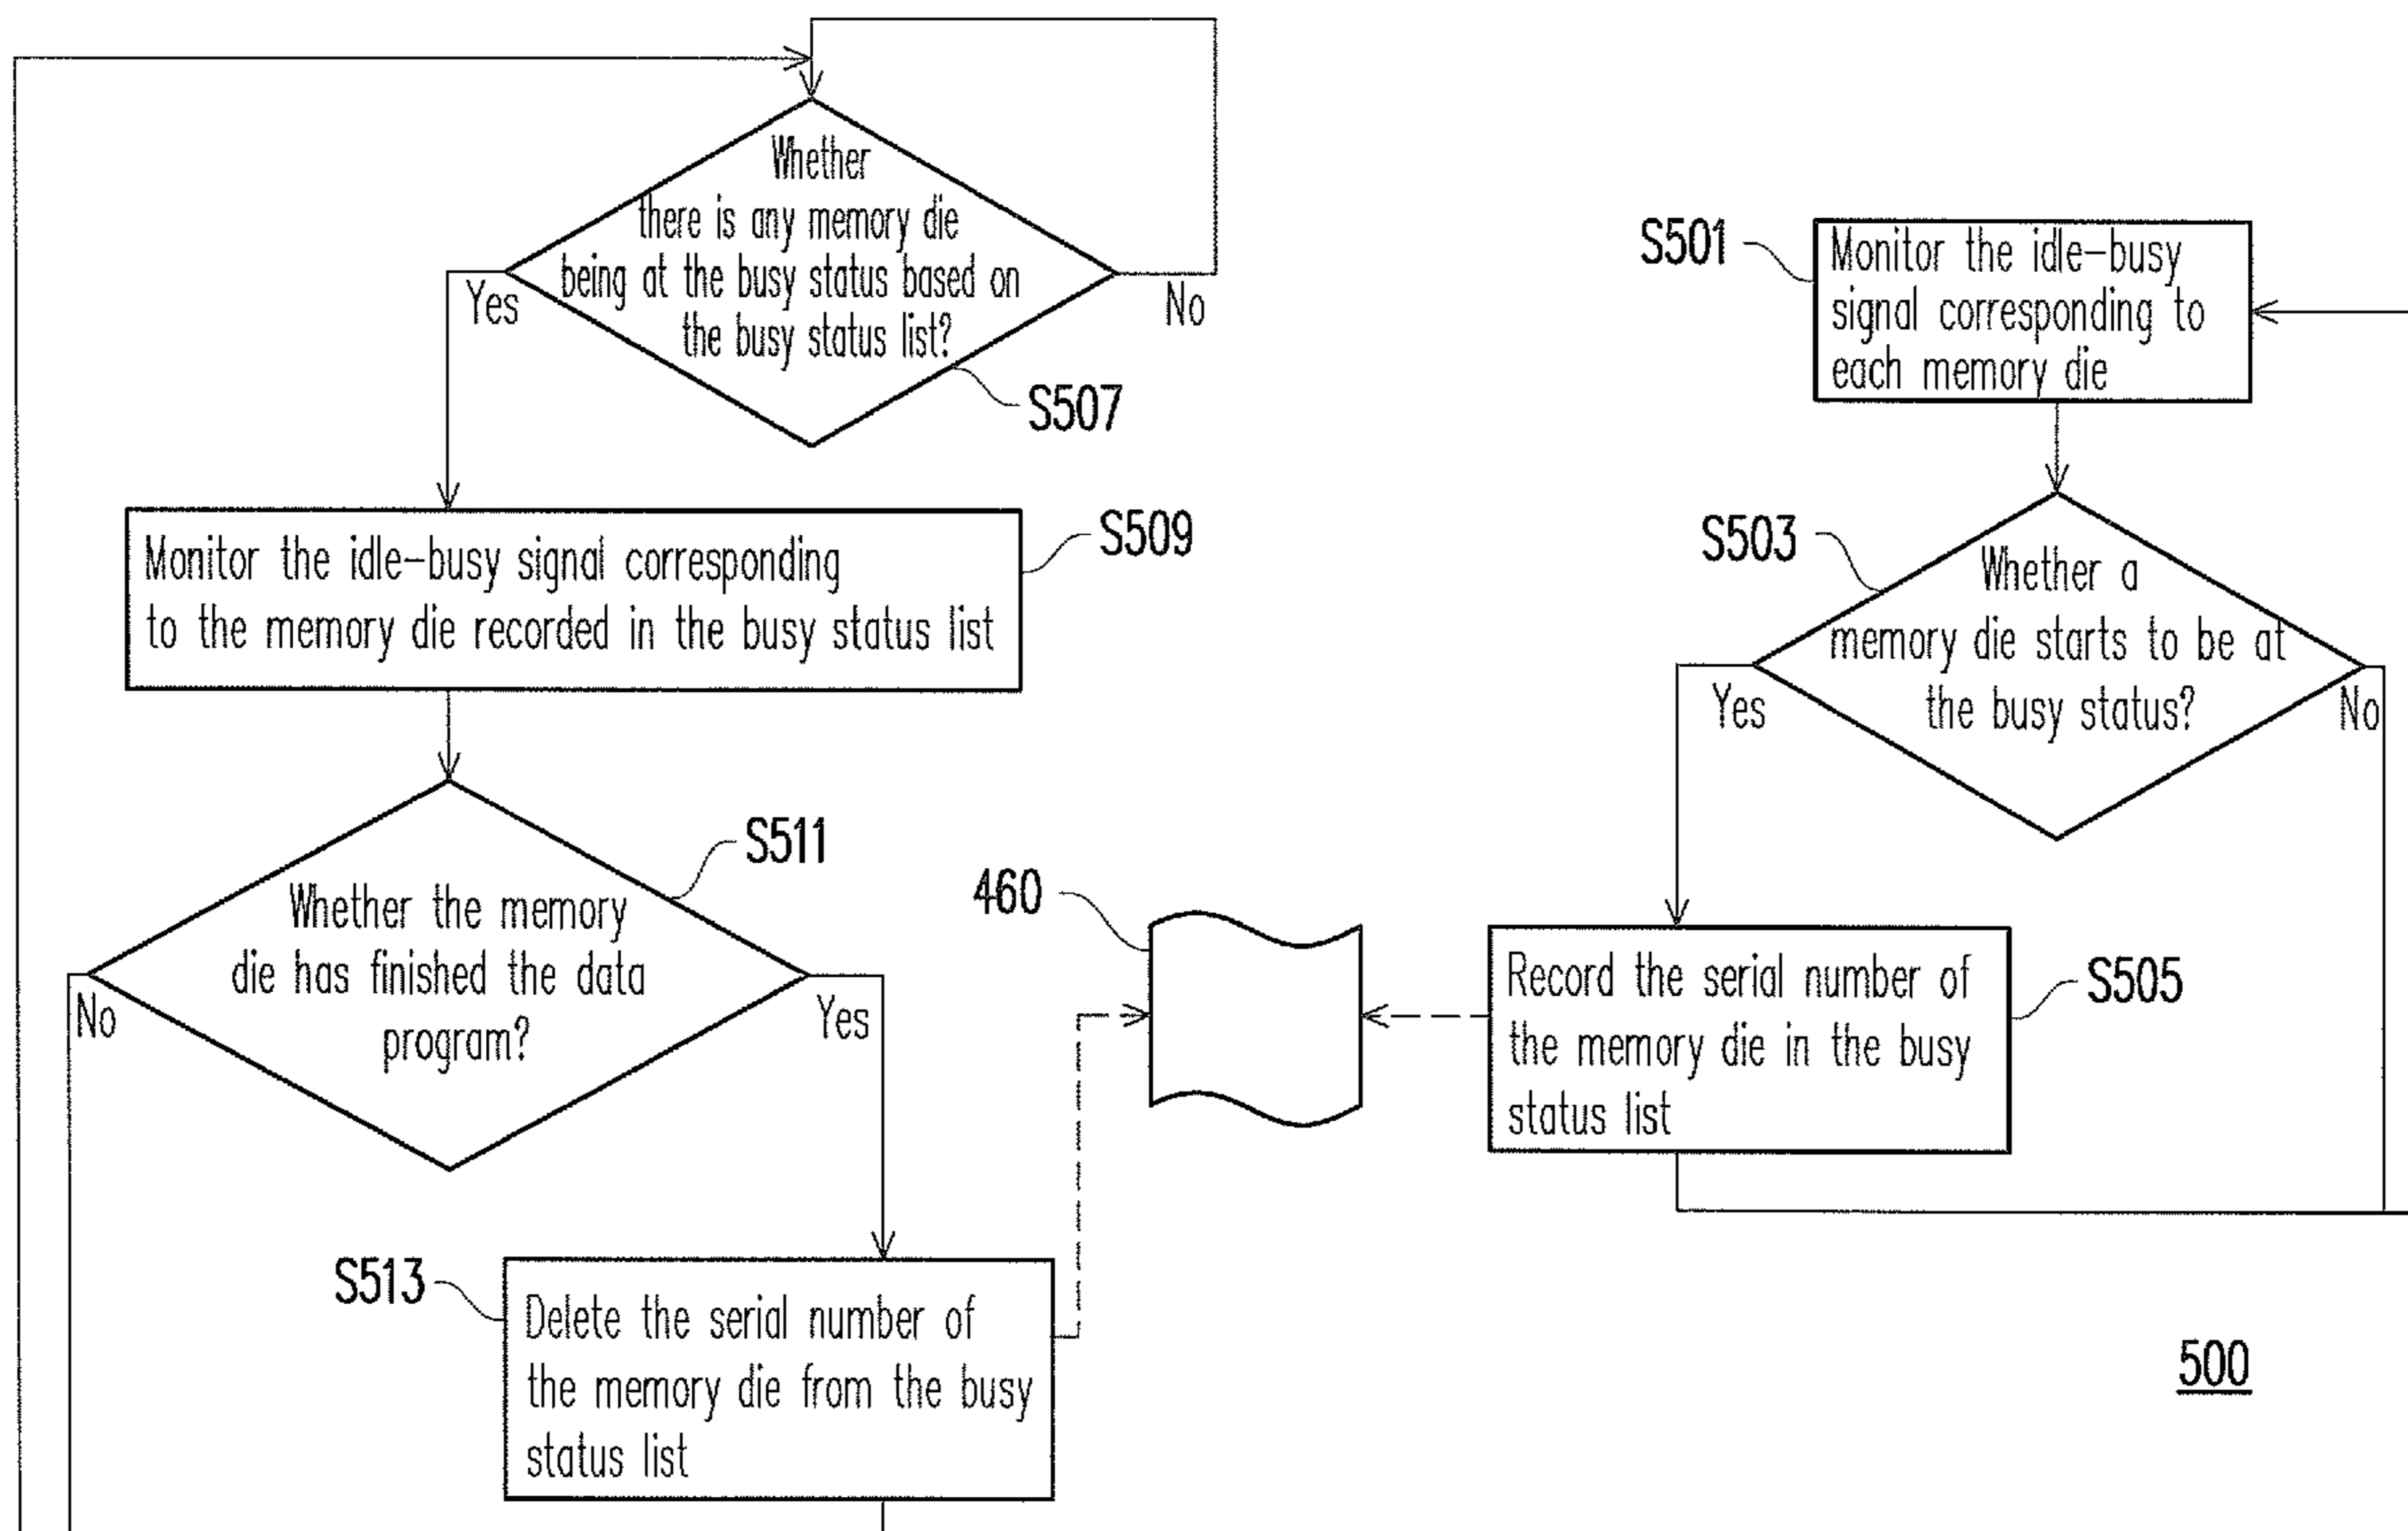 Whether
there is any memory die
being at the busy status based on
the busy status list?
Yes
No
S507
Monitor the idle-busy signal corresponding
to the memory die recorded in the busy status list
S509
Whether the memory
die has finished the data
program?
S511
No
Yes
S513
Delete the serial number of
the memory die from the busy
status list
460
S501
Monitor the idle-busy
signal corresponding to
each memory die
S503
Whether a
memory die starts to be at
the busy status?
Yes
No
Record the serial number of
the memory die in the busy
status list
S505
500